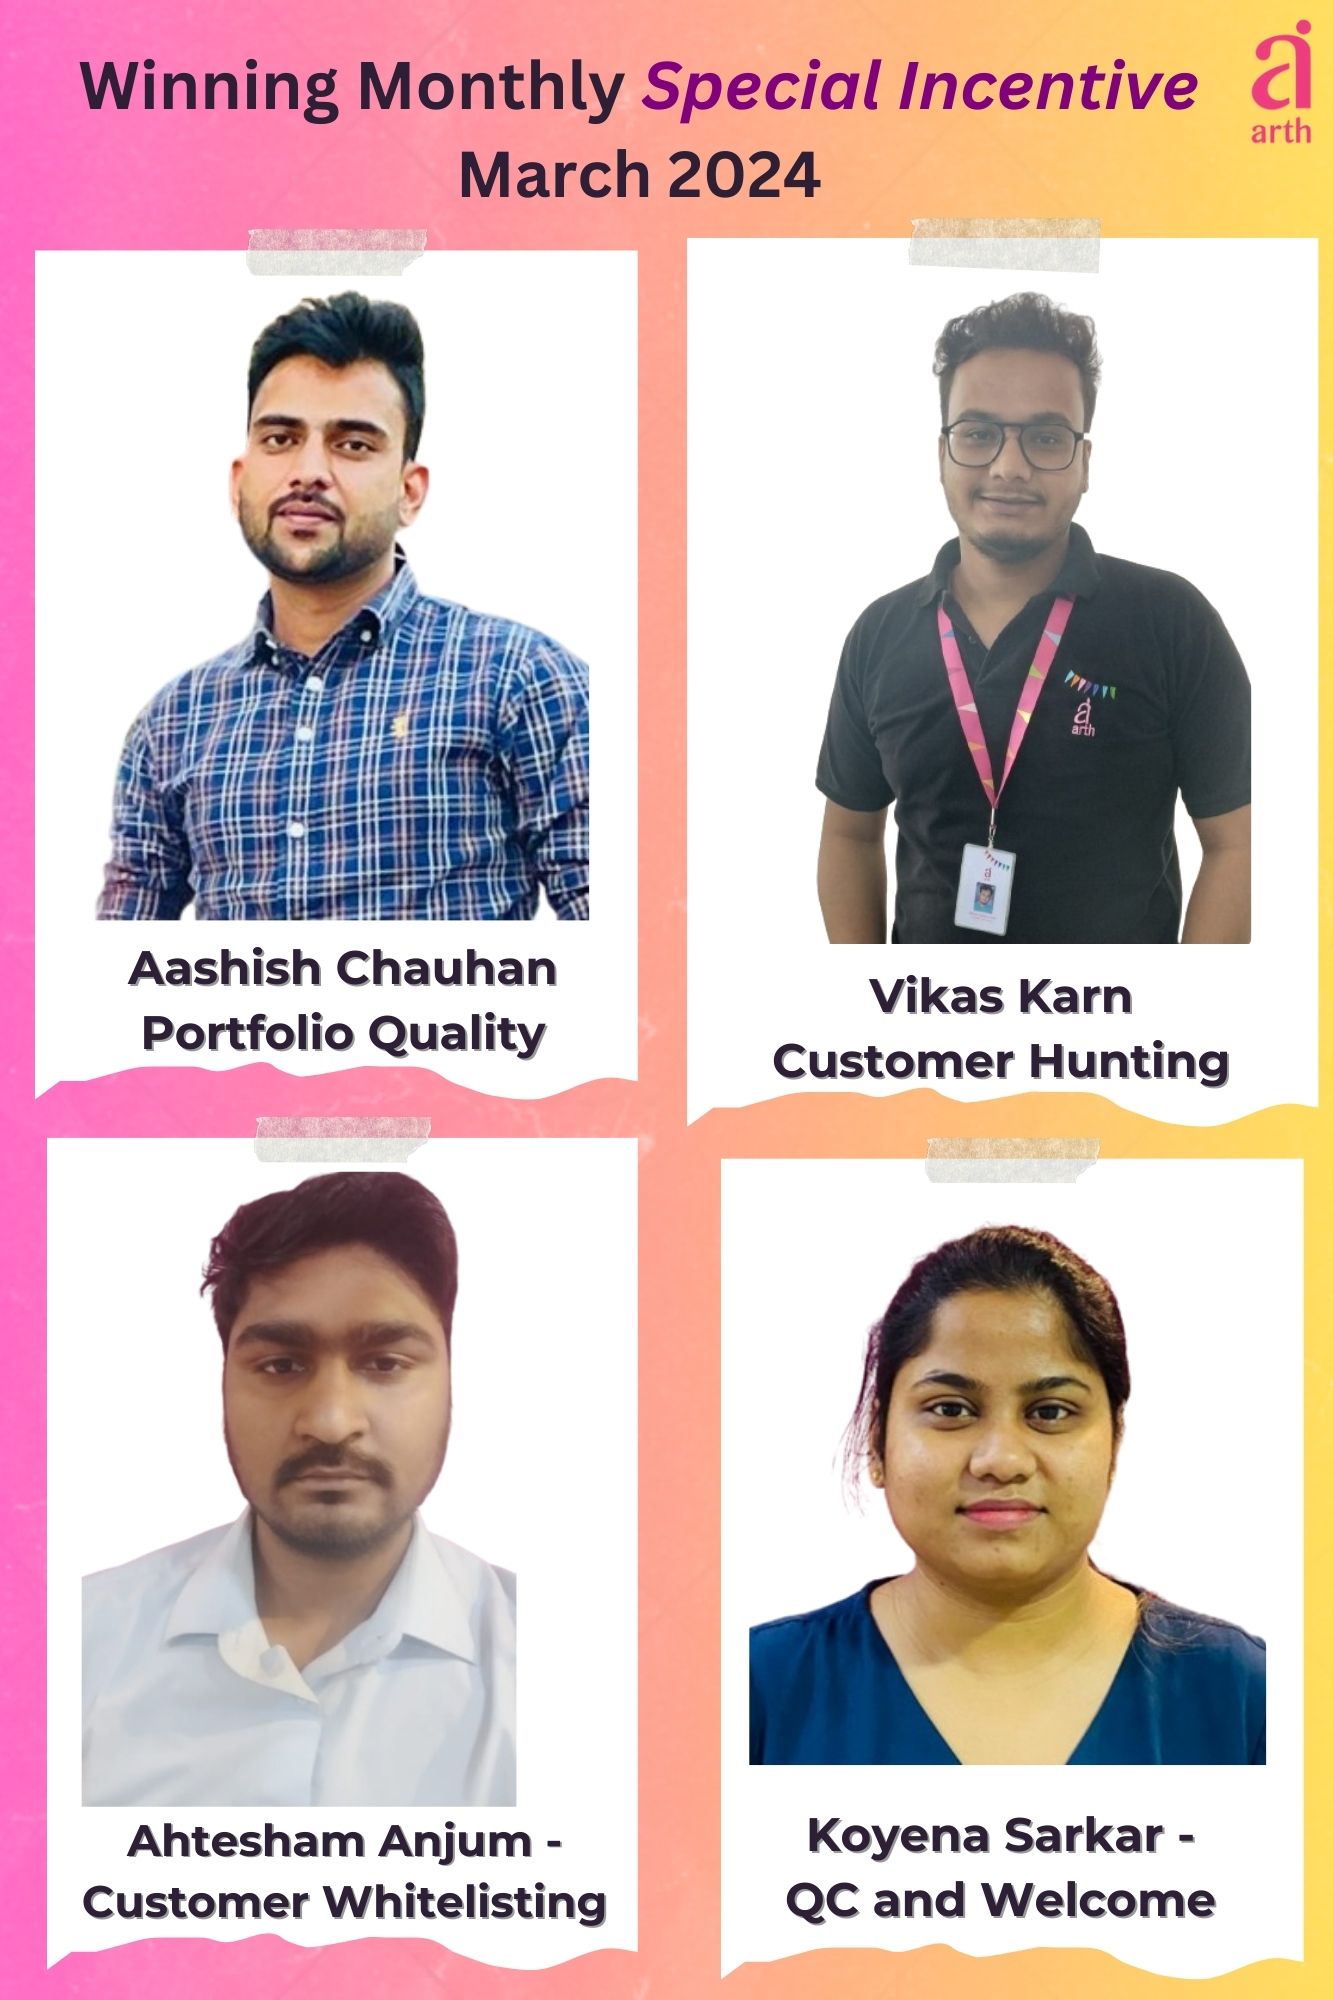 Winning Monthly Special Incentive
March 2024
arth
Aashish Chauhan
Portfolio Quality
arth
Vikas Karn
Customer Hunting
Ahtesham Anjum -
Customer Whitelisting
Koyena Sarkar -
QC and Welcome